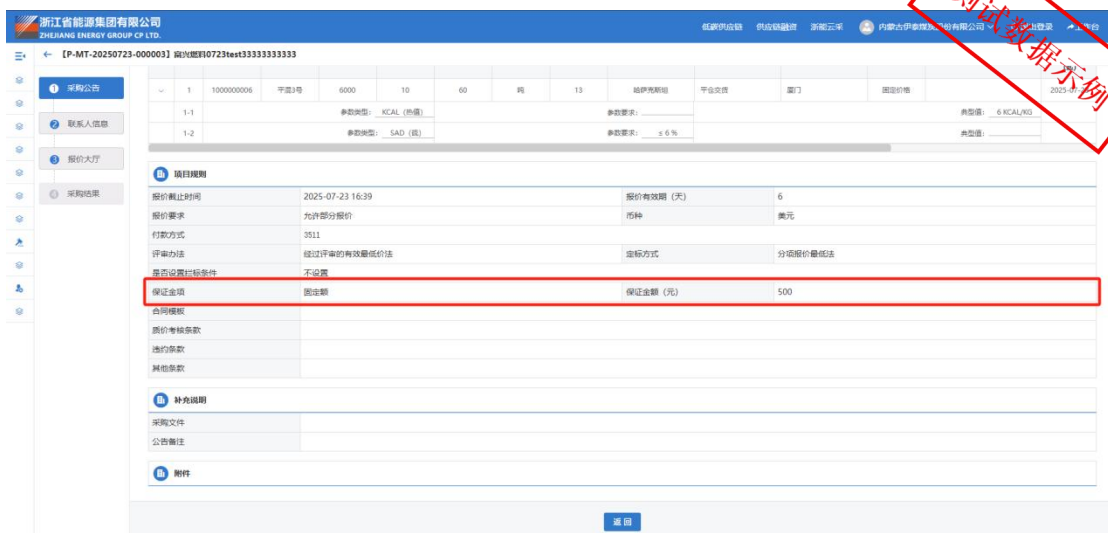 浙江省能源集团有限公司
ZHEJIANG ENERGY GROUP CP LTD.
低碳供应链 供应链融资 浙能云采 内蒙古伊泰煤炭股份有限公司 登录 工作台
测试数据示例
← 【P-MT-20250723-000003】富兴燃料0723test33333333333
1 采购公告
2 联系人信息
3 报价大厅
4 采购结果
1 1000000006 平混3号 6000 10 60 吨 13 哈萨克斯坦 平仓交货 厦门 固定价格 2025-07-2
1-1 参数类型: KCAL (热值) 参数要求: 典型值: 6 KCAL/KG
1-2 参数类型: SAD (硫) 参数要求: ≤ 6 % 典型值:
项目规则
报价截止时间 2025-07-23 16:39 报价有效期(天) 6
报价要求 允许部分报价 币种 美元
付款方式 3511
评审办法 经过评审的有效最低价法 定标方式 分项报价最低法
是否设置拦标条件 不设置
保证金项 固定额 保证金额(元) 500
合同模板
质价考核条款
违约条款
其他条款
补充说明
采购文件
公告备注
附件
返回